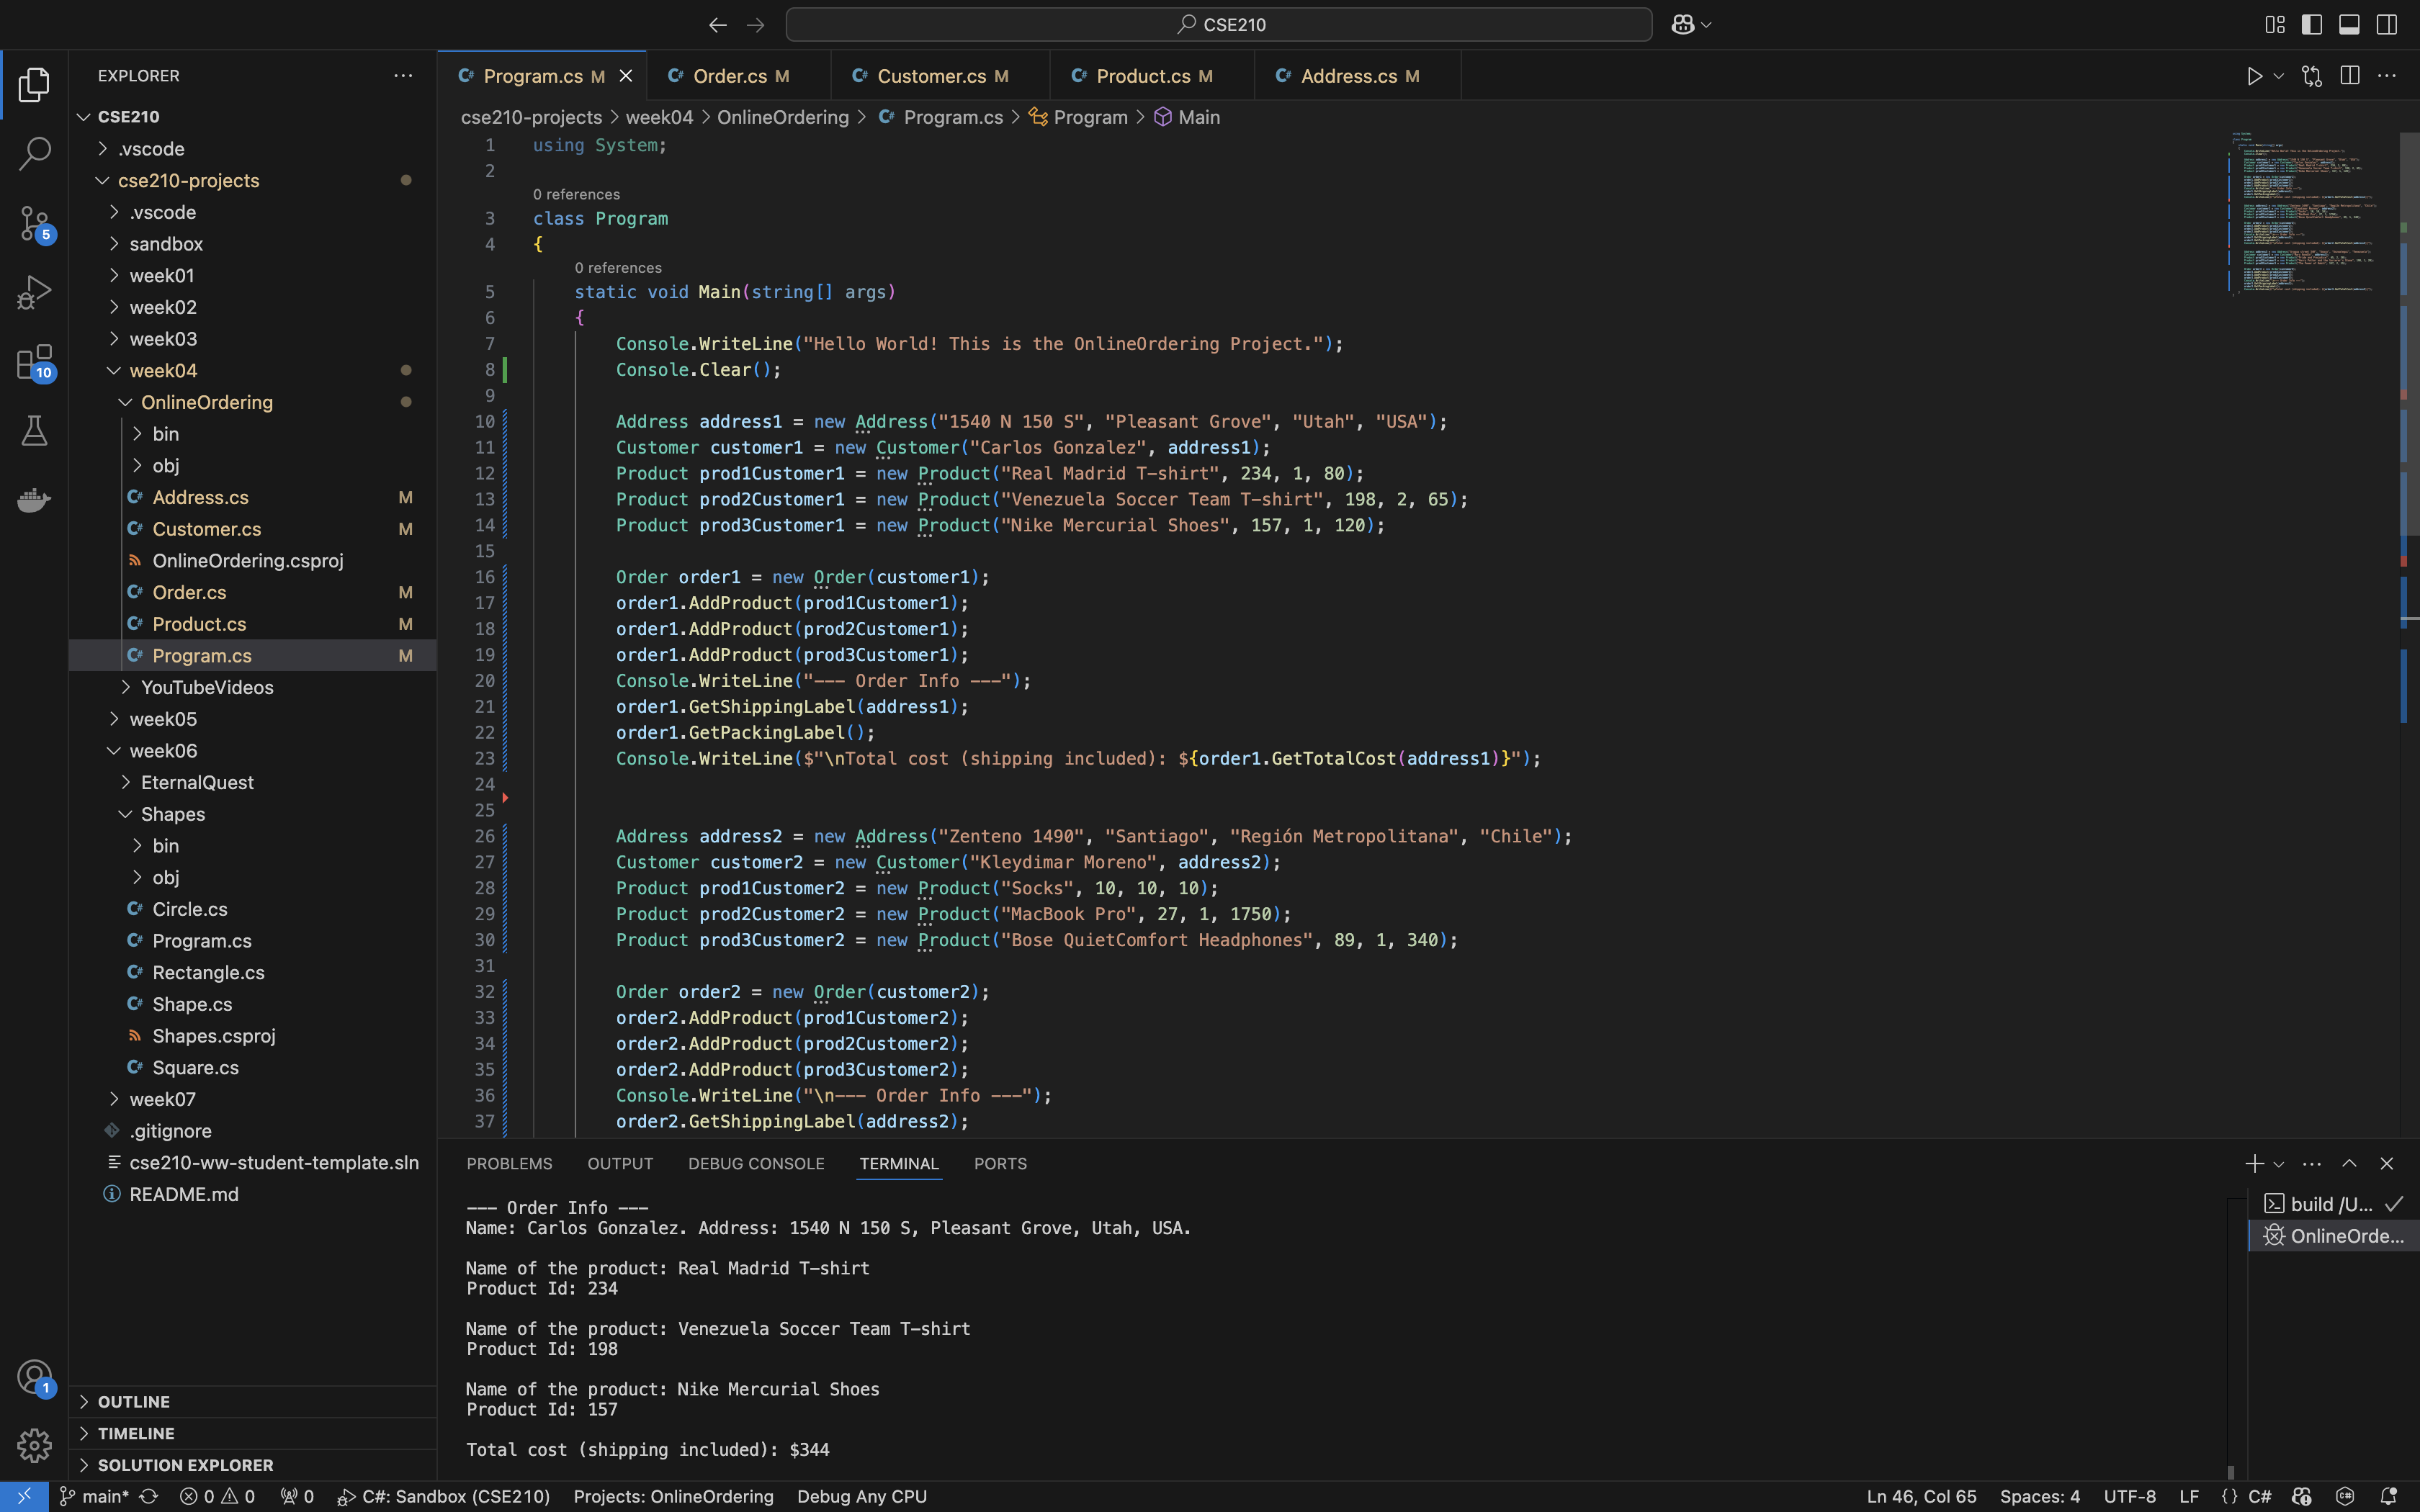 CSE210
EXPLORER
CSE210
.vscode
cse210-projects
.vscode
sandbox
week01
week02
week03
week04
OnlineOrdering
bin
obj
Address.cs M
Customer.cs M
OnlineOrdering.csproj
Order.cs M
Product.cs M
Program.cs M
YouTubeVideos
week05
week06
EternalQuest
Shapes
bin
obj
Circle.cs
Program.cs
Rectangle.cs
Shape.cs
Shapes.csproj
Square.cs
week07
.gitignore
cse210-ww-student-template.sln
README.md
OUTLINE
TIMELINE
SOLUTION EXPLORER
5
10
1
Program.cs M Order.cs M Customer.cs M Product.cs M Address.cs M
cse210-projects > week04 > OnlineOrdering > Program.cs > Program > Main
1 using System;
2
0 references
3 class Program
4 {
0 references
5 static void Main(string[] args)
6 {
7 Console.WriteLine("Hello World! This is the OnlineOrdering Project.");
8 Console.Clear();
9
10 Address address1 = new Address("1540 N 150 S", "Pleasant Grove", "Utah", "USA");
11 Customer customer1 = new Customer("Carlos Gonzalez", address1);
12 Product prod1Customer1 = new Product("Real Madrid T-shirt", 234, 1, 80);
13 Product prod2Customer1 = new Product("Venezuela Soccer Team T-shirt", 198, 2, 65);
14 Product prod3Customer1 = new Product("Nike Mercurial Shoes", 157, 1, 120);
15
16 Order order1 = new Order(customer1);
17 order1.AddProduct(prod1Customer1);
18 order1.AddProduct(prod2Customer1);
19 order1.AddProduct(prod3Customer1);
20 Console.WriteLine("--- Order Info ---");
21 order1.GetShippingLabel(address1);
22 order1.GetPackingLabel();
23 Console.WriteLine($"\nTotal cost (shipping included): ${order1.GetTotalCost(address1)}");
24
25
26 Address address2 = new Address("Zenteno 1490", "Santiago", "Región Metropolitana", "Chile");
27 Customer customer2 = new Customer("Kleydimar Moreno", address2);
28 Product prod1Customer2 = new Product("Socks", 10, 10, 10);
29 Product prod2Customer2 = new Product("MacBook Pro", 27, 1, 1750);
30 Product prod3Customer2 = new Product("Bose QuietComfort Headphones", 89, 1, 340);
31
32 Order order2 = new Order(customer2);
33 order2.AddProduct(prod1Customer2);
34 order2.AddProduct(prod2Customer2);
35 order2.AddProduct(prod3Customer2);
36 Console.WriteLine("\n--- Order Info ---");
37 order2.GetShippingLabel(address2);
PROBLEMS OUTPUT DEBUG CONSOLE TERMINAL PORTS
--- Order Info ---
Name: Carlos Gonzalez. Address: 1540 N 150 S, Pleasant Grove, Utah, USA.
Name of the product: Real Madrid T-shirt
Product Id: 234
Name of the product: Venezuela Soccer Team T-shirt
Product Id: 198
Name of the product: Nike Mercurial Shoes
Product Id: 157
Total cost (shipping included): $344
build /U...
OnlineOrde...
main* 0 0 0 C#: Sandbox (CSE210) Projects: OnlineOrdering Debug Any CPU Ln 46, Col 65 Spaces: 4 UTF-8 LF {} C#